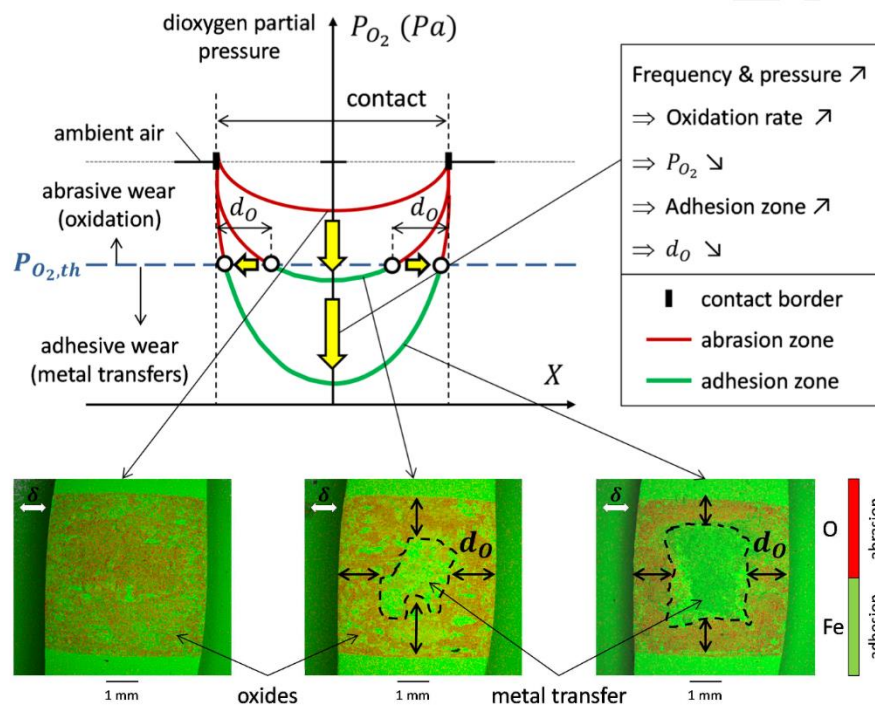 dioxygen partial
pressure
P_{O_2} (Pa)
contact
ambient air
abrasive wear
(oxidation)
d_O
d_O
P_{O_2,th}
adhesive wear
(metal transfers)
X
Frequency & pressure ↗
⇒ Oxidation rate ↗
⇒ P_{O_2} ↘
⇒ Adhesion zone ↗
⇒ d_O ↘
contact border
abrasion zone
adhesion zone
δ
δ
d_O
δ
d_O
O
abrasion
Fe
adhesion
1 mm
oxides
1 mm
metal transfer
1 mm